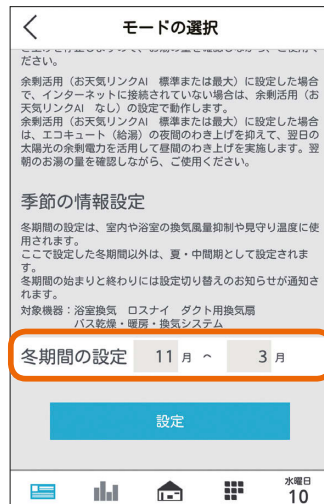 モードの選択
ださい。
余剰活用（お天気リンクAI　標準または最大）に設定した場合
で、インターネットに接続されていない場合は、余剰活用（お
天気リンクAI　なし）の設定で動作します。
余剰活用（お天気リンクAI　標準または最大）に設定した場合
は、エコキュート（給湯）の夜間のわき上げを抑えて、翌日の
太陽光の余剰電力を活用して昼間のわき上げを実施します。翌
朝のお湯の量を確認しながら、ご使用ください。
季節の情報設定
冬期間の設定は、室内や浴室の換気風量抑制や見守り温度に使
用されます。
ここで設定した冬期間以外は、夏・中間期として設定されま
す。
冬期間の始まりと終わりには設定切り替えのお知らせが通知さ
れます。
対象機器：浴室換気　ロスナイ　ダクト用換気扇
バス乾燥・暖房・換気システム
冬期間の設定 11 月 ～ 3 月
設定
水曜日
10